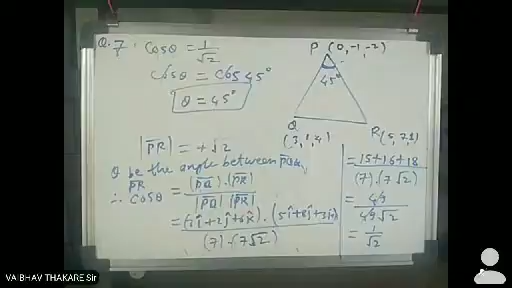 Q.7. cosθ = 1/√2
cosθ = cos 45°
θ = 45°
P (0,-1,-2)
45°
Q
(3,1,4)
R(5,7,1)
|PR| = 7√2
θ be the angle between PQ &
PR
∴ cosθ = (PQ) . (PR) / |PQ| |PR|
= (3î+2ĵ+6k̂) . (5î+8ĵ+3k̂) / (7) . (7√2)
= 15+16+18 / (7) . (7√2)
= 49 / 49√2
= 1/√2
VA BHAV THAKARE Sir